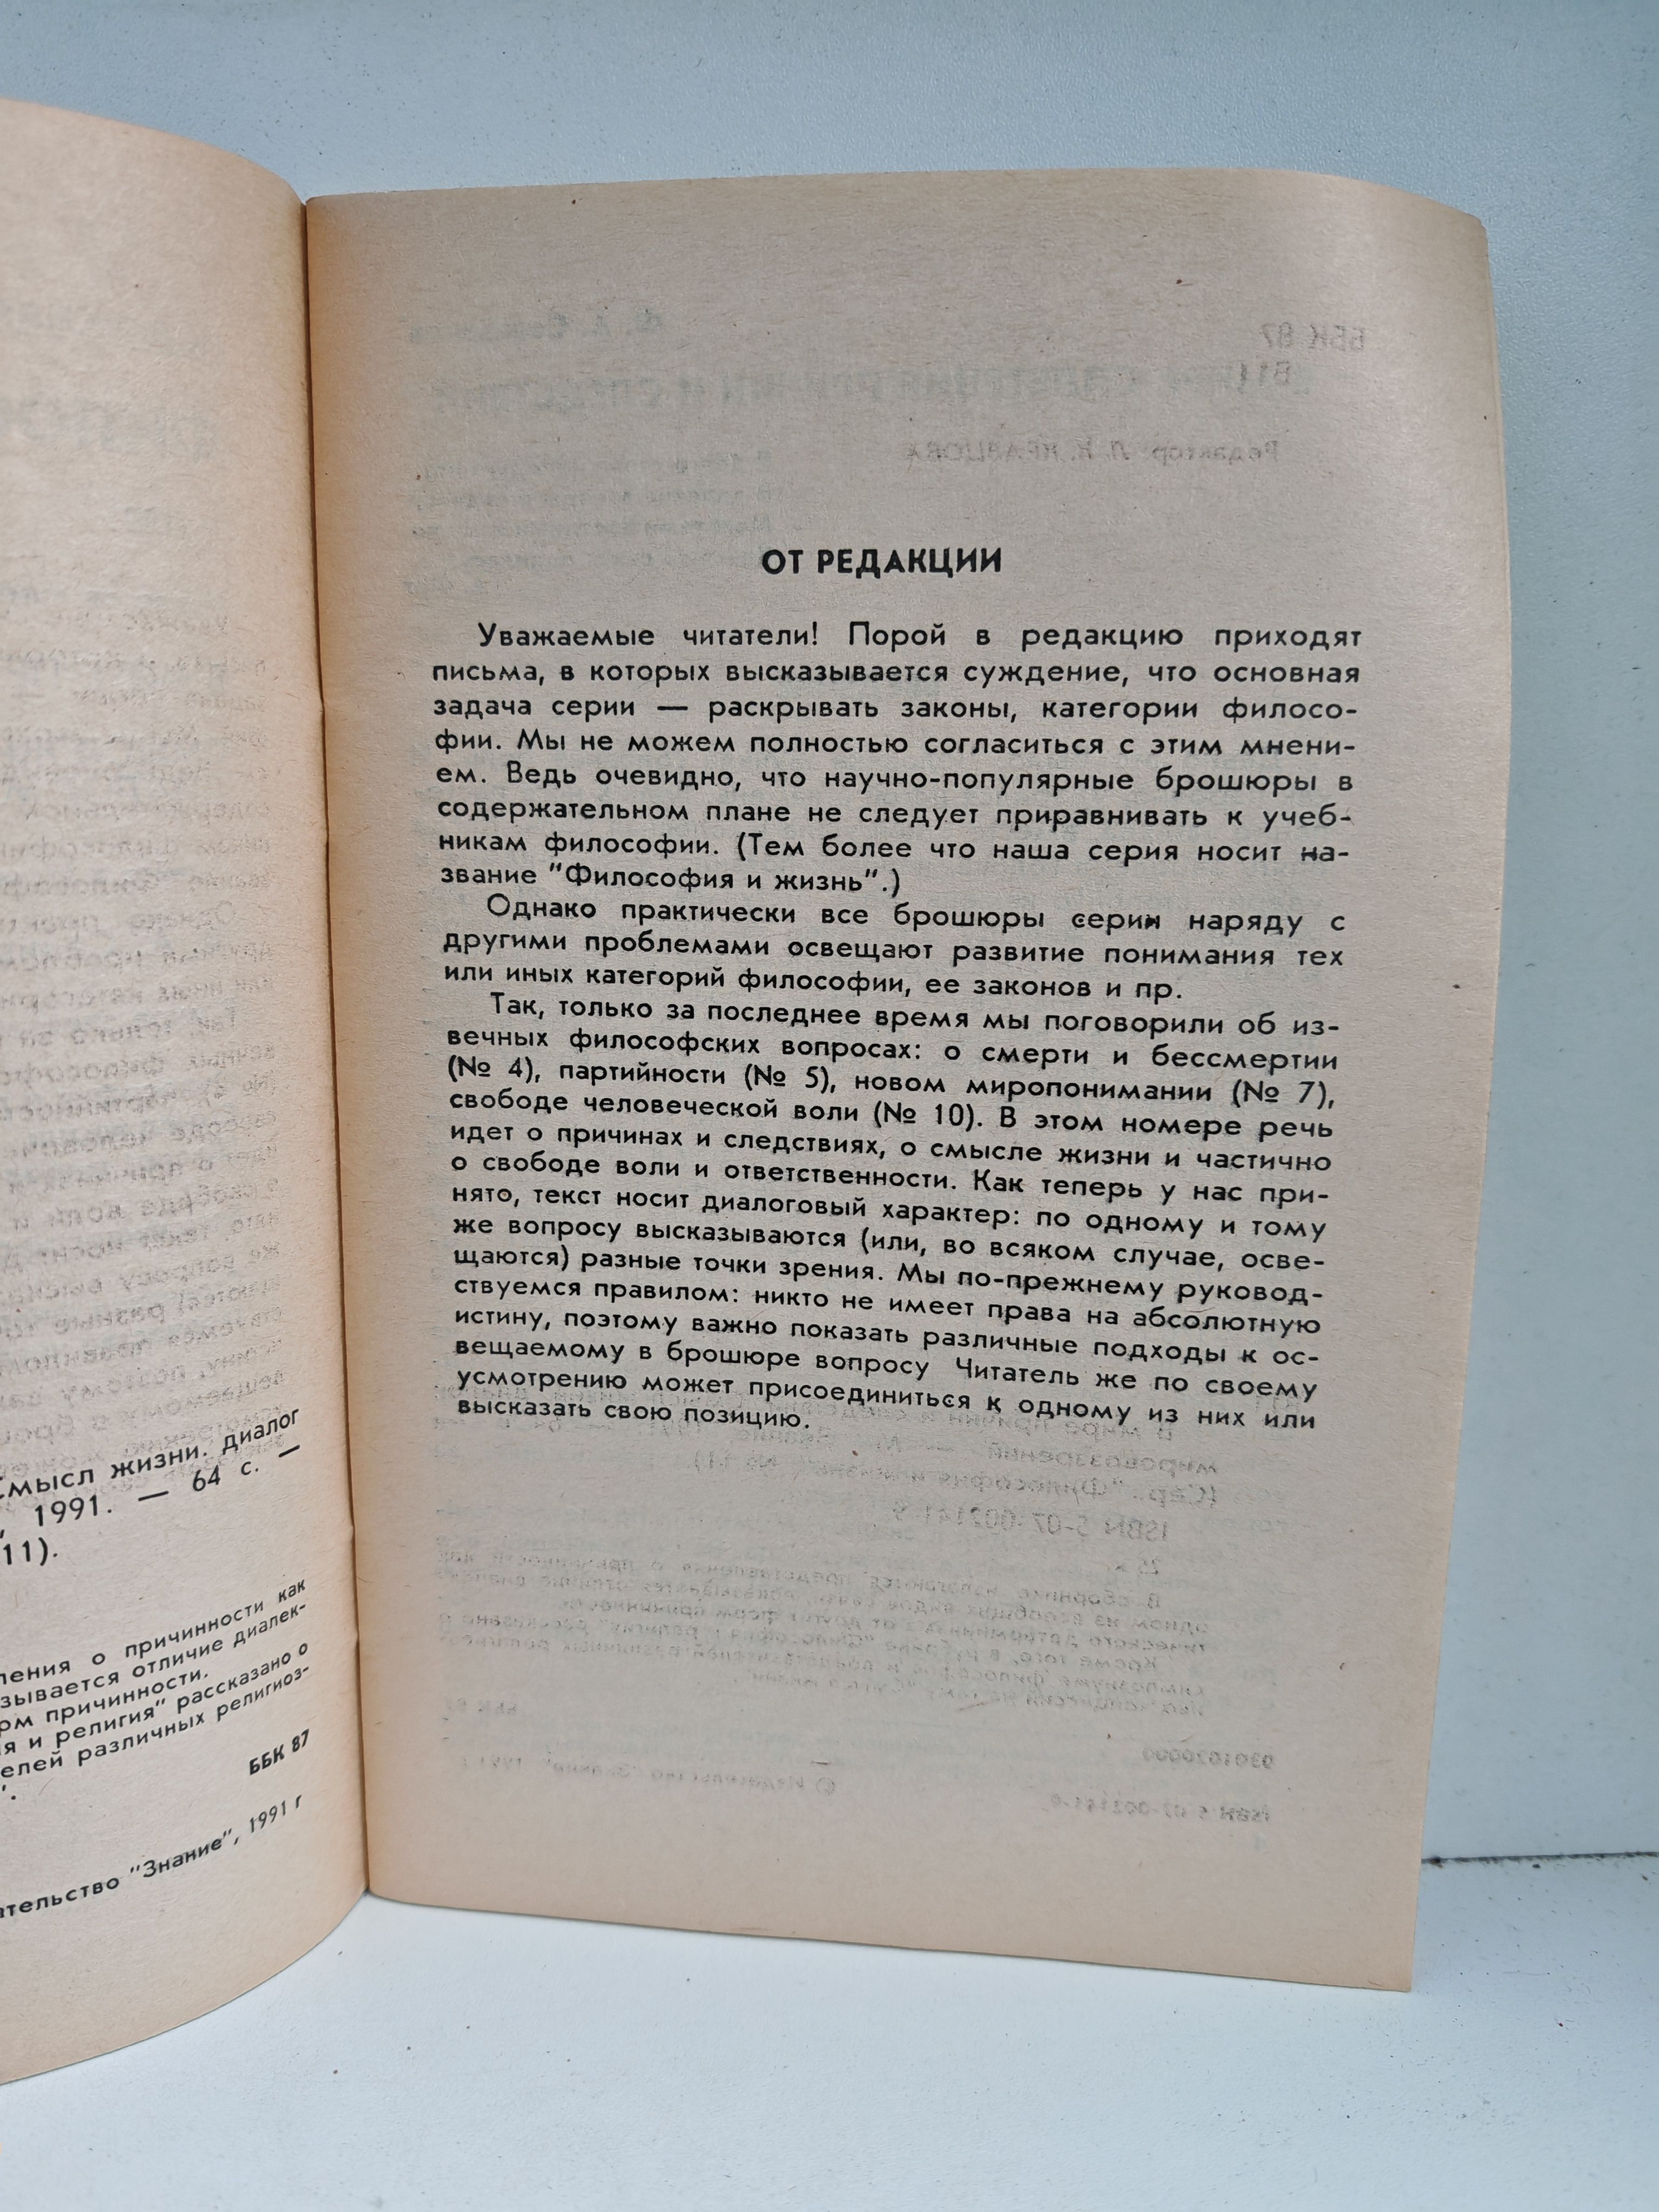 Смысл жизни. диалог
1991. — 64 с. —
11).
о причинности как
отличие диалек-
причинности.
и религия" рассказано о
различных религиоз-
ББК 87
"Знание", 1991 г
ОТ РЕДАКЦИИ
Уважаемые читатели! Порой в редакцию приходят
письма, в которых высказывается суждение, что основная
задача серии — раскрывать законы, категории филосо-
фии. Мы не можем полностью согласиться с этим мнени-
ем. Ведь очевидно, что научно-популярные брошюры в
содержательном плане не следует приравнивать к учеб-
никам философии. (Тем более что наша серия носит на-
звание "Философия и жизнь".)
Однако практически все брошюры серии наряду с
другими проблемами освещают развитие понимания тех
или иных категорий философии, ее законов и пр.
Так, только за последнее время мы поговорили об из-
вечных философских вопросах: о смерти и бессмертии
(№ 4), партийности (№ 5), новом миропонимании (№ 7),
свободе человеческой воли (№ 10). В этом номере речь
идет о причинах и следствиях, о смысле жизни и частично
о свободе воли и ответственности. Как теперь у нас при-
нято, текст носит диалоговый характер: по одному и тому
же вопросу высказываются (или, во всяком случае, осве-
щаются) разные точки зрения. Мы по-прежнему руковод-
ствуемся правилом: никто не имеет права на абсолютную
истину, поэтому важно показать различные подходы к ос-
вещаемому в брошюре вопросу Читатель же по своему
усмотрению может присоединиться к одному из них или
высказать свою позицию.